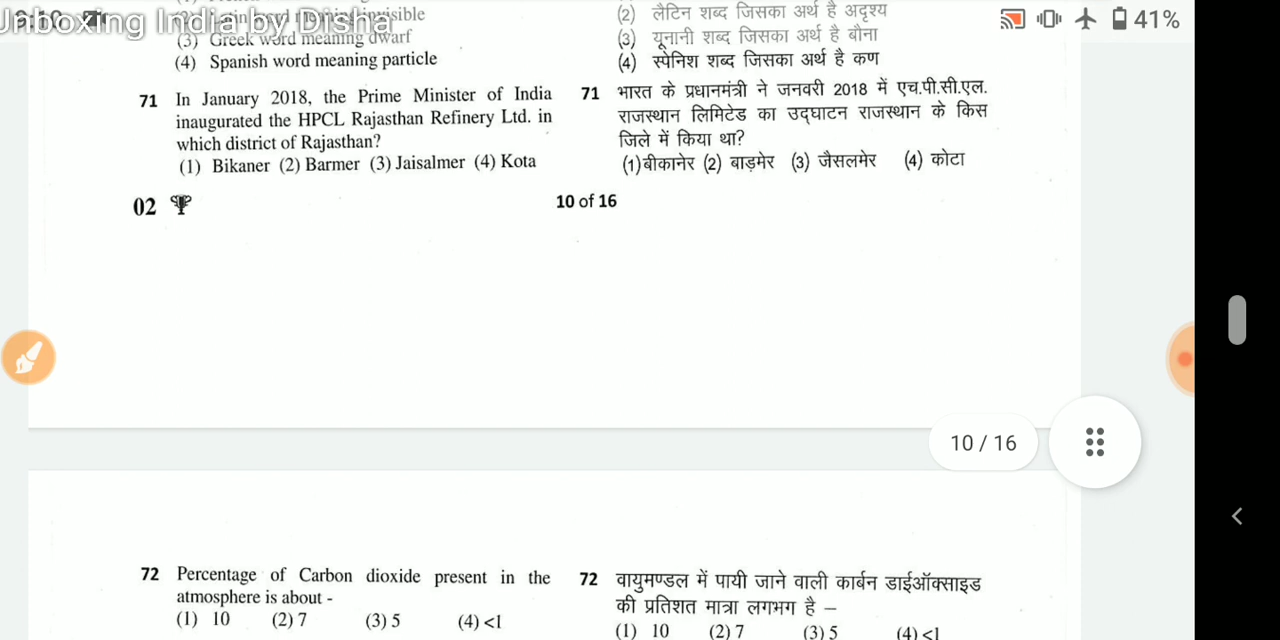 Unboxing India by Disha
41%
Latin word meaning invisible
(3) Greek word meaning dwarf
(4) Spanish word meaning particle
71 In January 2018, the Prime Minister of India
inaugurated the HPCL Rajasthan Refinery Ltd. in
which district of Rajasthan?
(1) Bikaner (2) Barmer (3) Jaisalmer (4) Kota
(2) लैटिन शब्द जिसका अर्थ है अदृश्य
(3) यूनानी शब्द जिसका अर्थ है बौना
(4) स्पेनिश शब्द जिसका अर्थ है कण
71 भारत के प्रधानमंत्री ने जनवरी 2018 में एच.पी.सी.एल.
राजस्थान लिमिटेड का उद्घाटन राजस्थान के किस
जिले में किया था?
(1)बीकानेर (2) बाड़मेर (3) जैसलमेर (4) कोटा
02
10 of 16
10 / 16
72 Percentage of Carbon dioxide present in the
atmosphere is about -
(1) 10 (2) 7 (3) 5 (4) <1
72 वायुमण्डल में पायी जाने वाली कार्बन डाईऑक्साइड
की प्रतिशत मात्रा लगभग है –
(1) 10 (2) 7 (3) 5 (4) <1